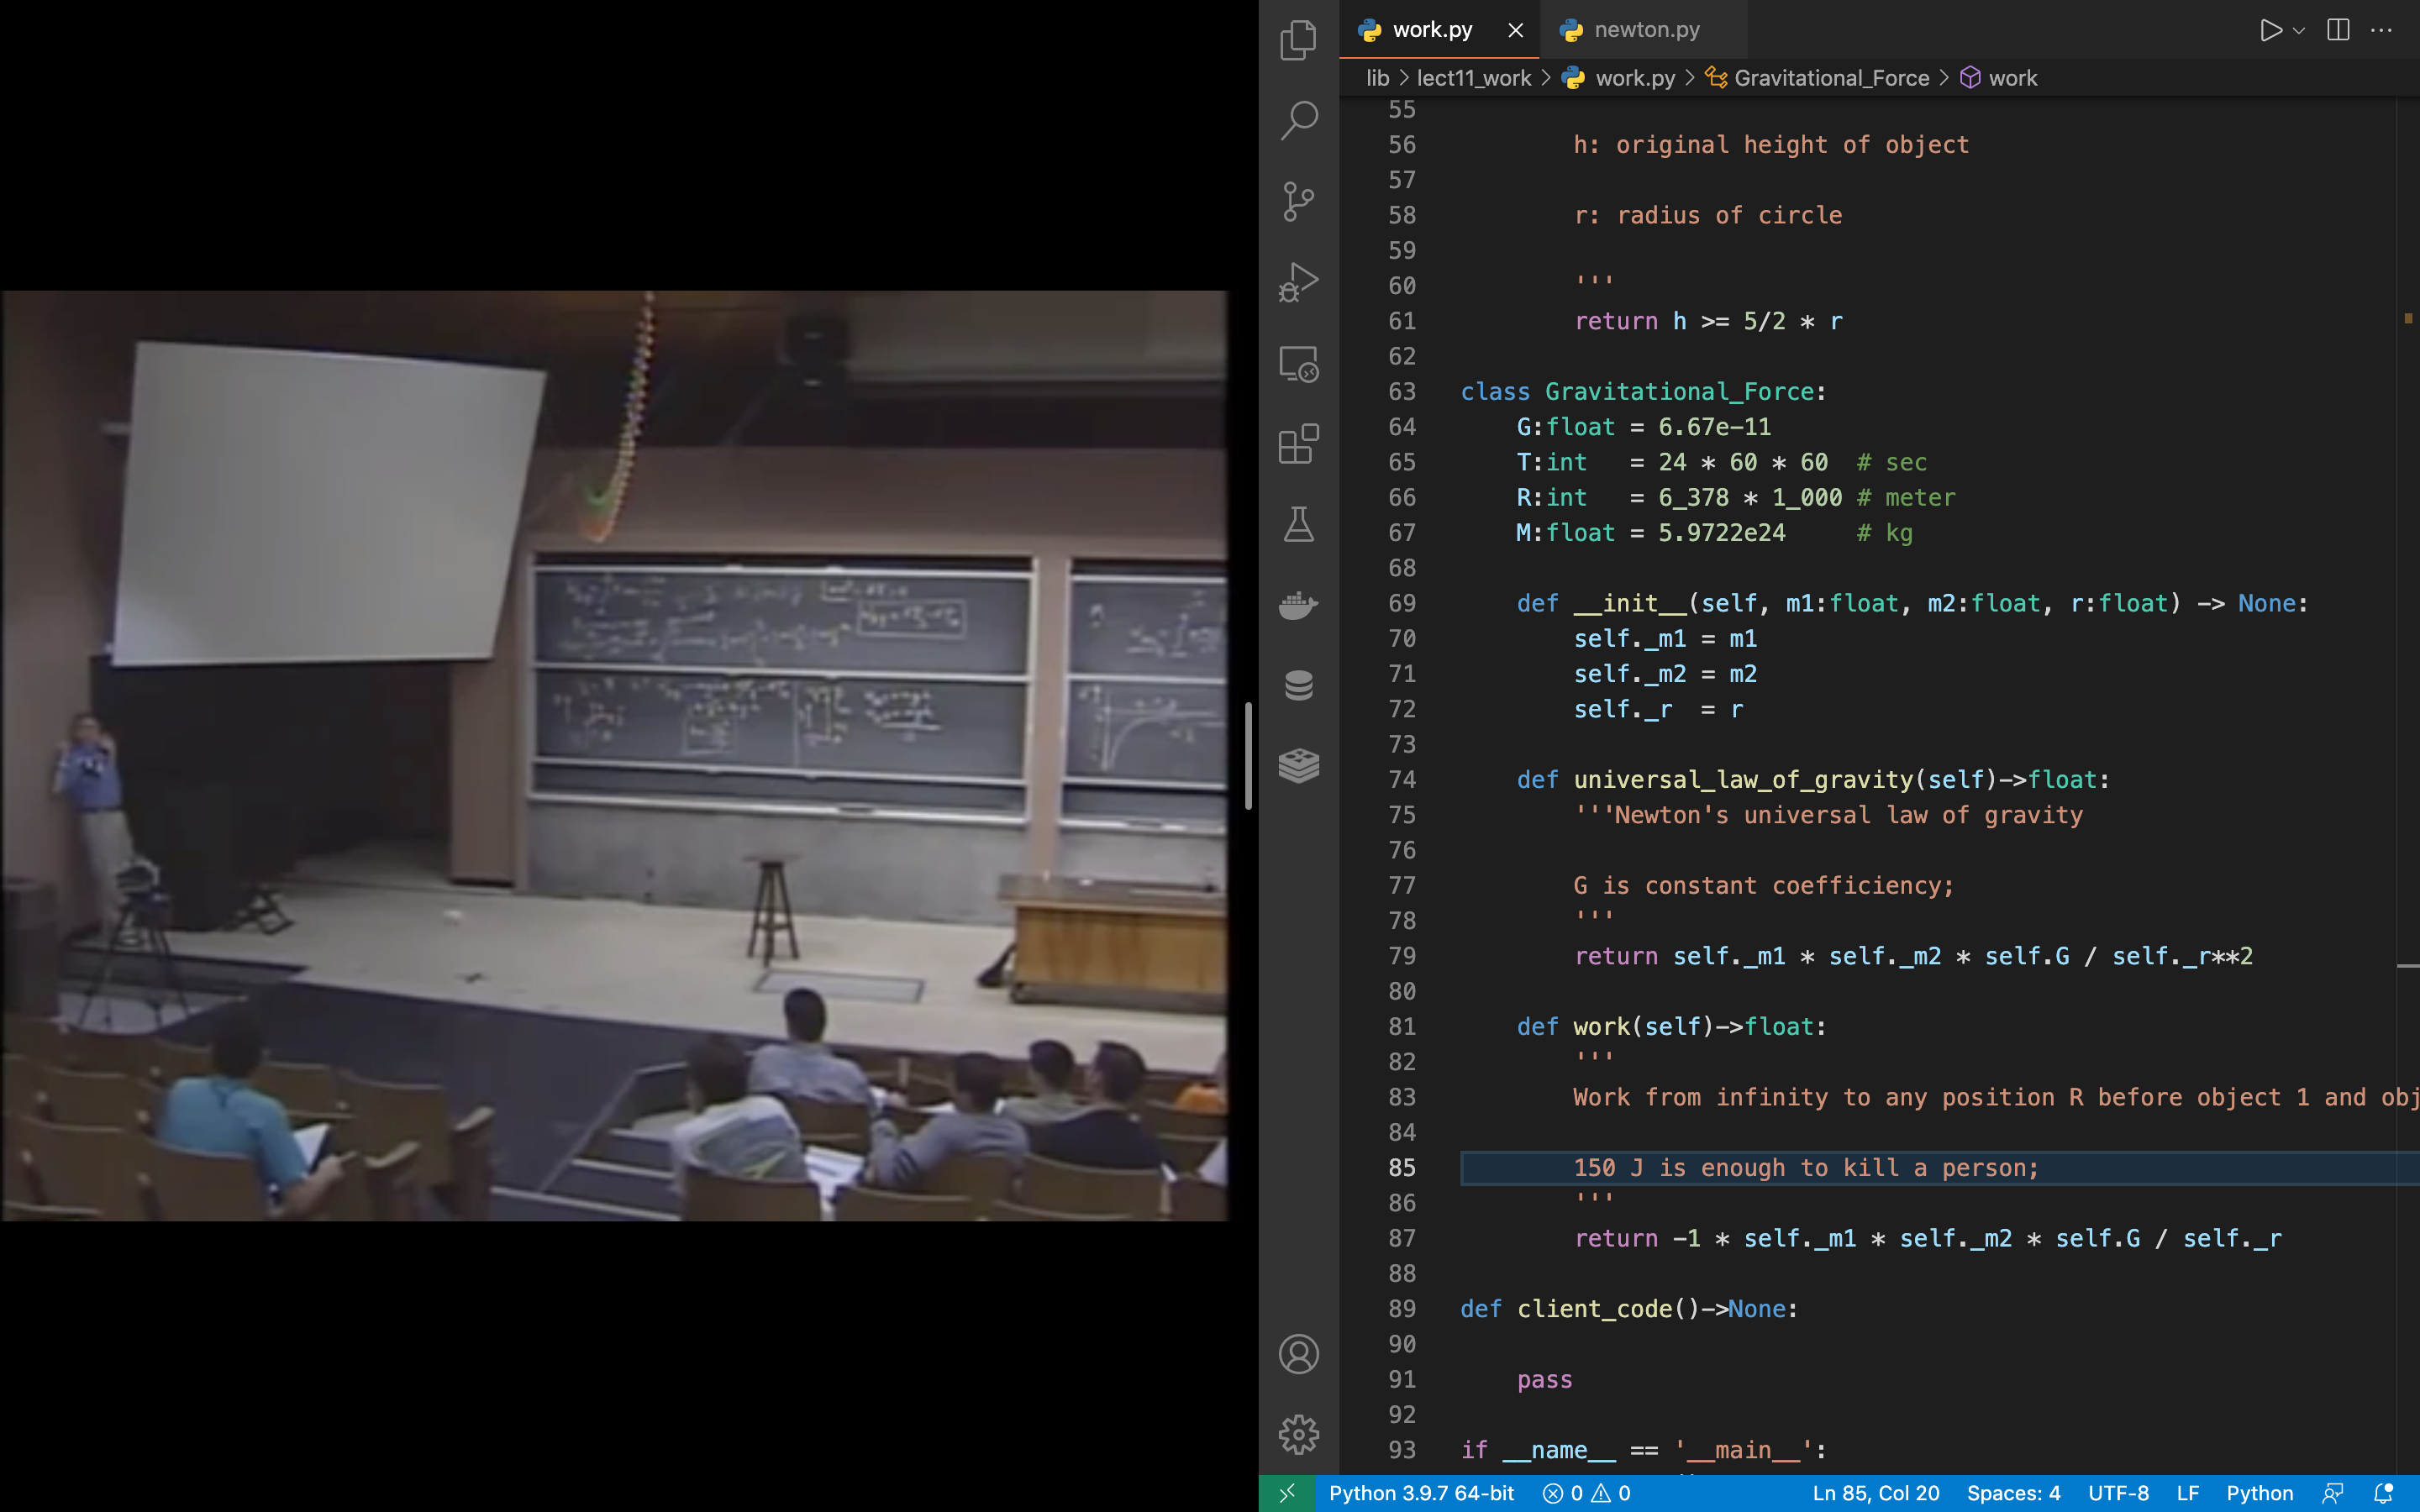 work.py
newton.py
lib > lect11_work > work.py > Gravitational_Force > work
55
56 h: original height of object
57
58 r: radius of circle
59
60 '''
61 return h >= 5/2 * r
62
63 class Gravitational_Force:
64 G:float = 6.67e-11
65 T:int = 24 * 60 * 60 # sec
66 R:int = 6_378 * 1_000 # meter
67 M:float = 5.9722e24 # kg
68
69 def __init__(self, m1:float, m2:float, r:float) -> None:
70 self._m1 = m1
71 self._m2 = m2
72 self._r = r
73
74 def universal_law_of_gravity(self)->float:
75 '''Newton's universal law of gravity
76
77 G is constant coefficiency;
78 '''
79 return self._m1 * self._m2 * self.G / self._r**2
80
81 def work(self)->float:
82 '''
83 Work from infinity to any position R before object 1 and obj
84
85 150 J is enough to kill a person;
86 '''
87 return -1 * self._m1 * self._m2 * self.G / self._r
88
89 def client_code()->None:
90
91 pass
92
93 if __name__ == '__main__':
Python 3.9.7 64-bit 0 0 Ln 85, Col 20 Spaces: 4 UTF-8 LF Python